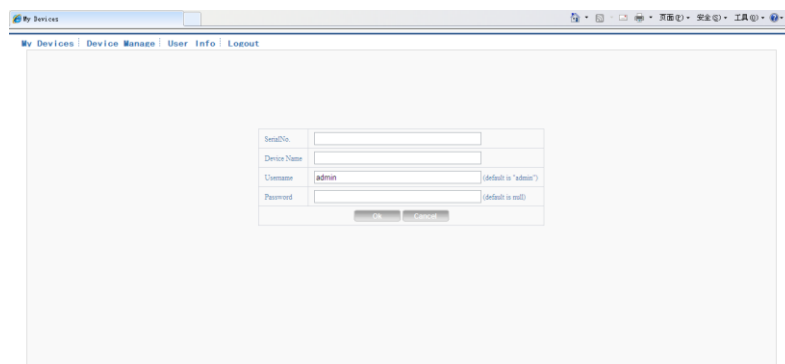 My Devices
页面(P) 安全(S) 工具(O)
My Devices Device Manage User Info Logout
SerialNo.
Device Name
Username admin (default is "admin")
Password (default is null)
Ok Cancel